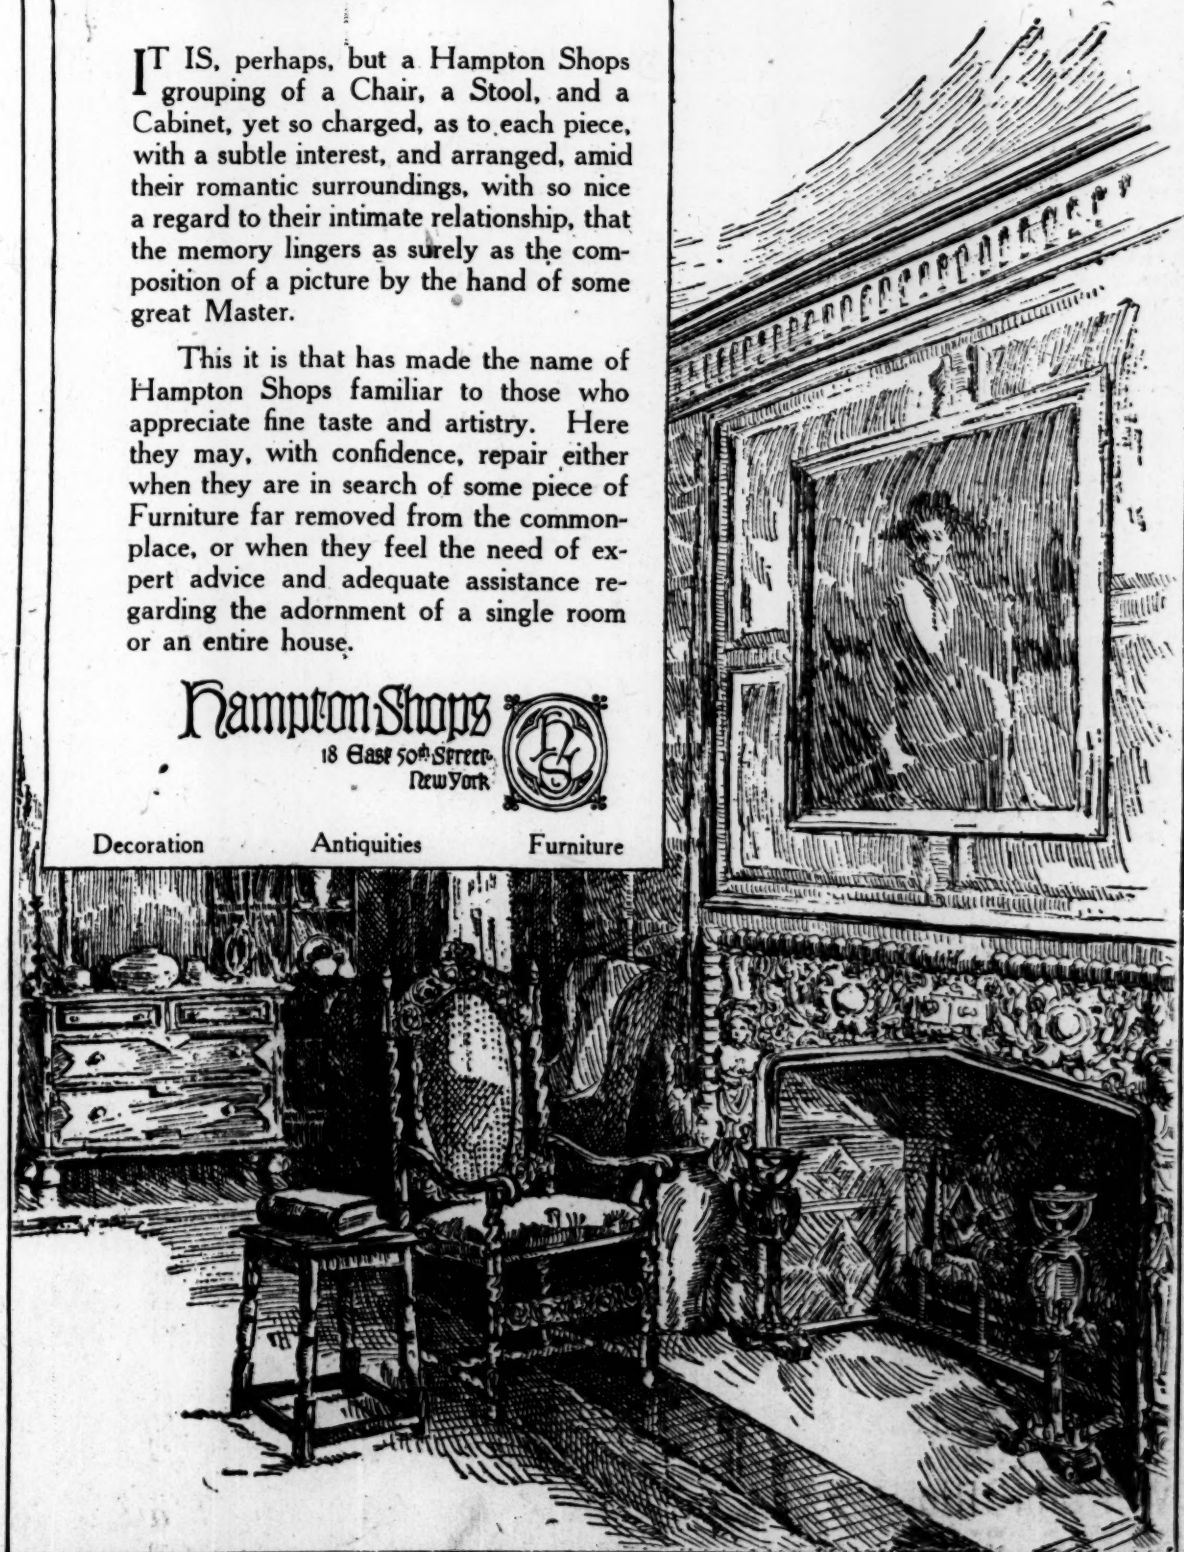 IT IS, perhaps, but a Hampton Shops
grouping of a Chair, a Stool, and a
Cabinet, yet so charged, as to each piece,
with a subtle interest, and arranged, amid
their romantic surroundings, with so nice
a regard to their intimate relationship, that
the memory lingers as surely as the com-
position of a picture by the hand of some
great Master.
This it is that has made the name of
Hampton Shops familiar to those who
appreciate fine taste and artistry. Here
they may, with confidence, repair either
when they are in search of some piece of
Furniture far removed from the common-
place, or when they feel the need of ex-
pert advice and adequate assistance re-
garding the adornment of a single room
or an entire house.
Hampton Shops
18 East 50th Street
New York
Decoration Antiquities Furniture